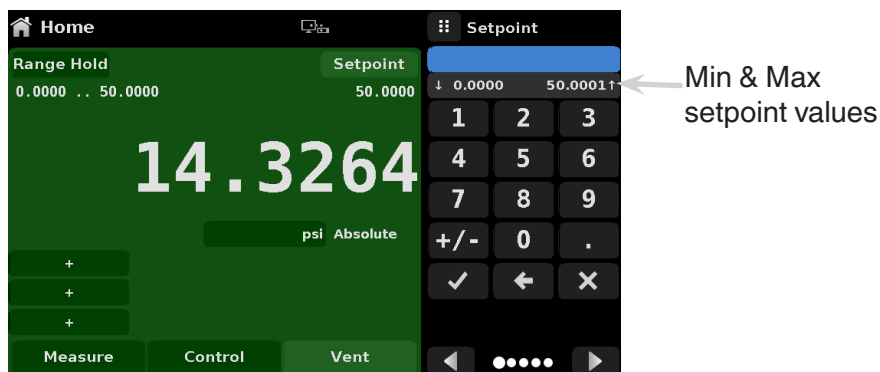 Home
Range Hold
Setpoint
0.0000 .. 50.0000
50.0000
14.3264
psi Absolute
+
+
+
Measure
Control
Vent
Setpoint
↓ 0.0000 50.0001↑
1 2 3
4 5 6
7 8 9
+/- 0 .
Min & Max
setpoint values